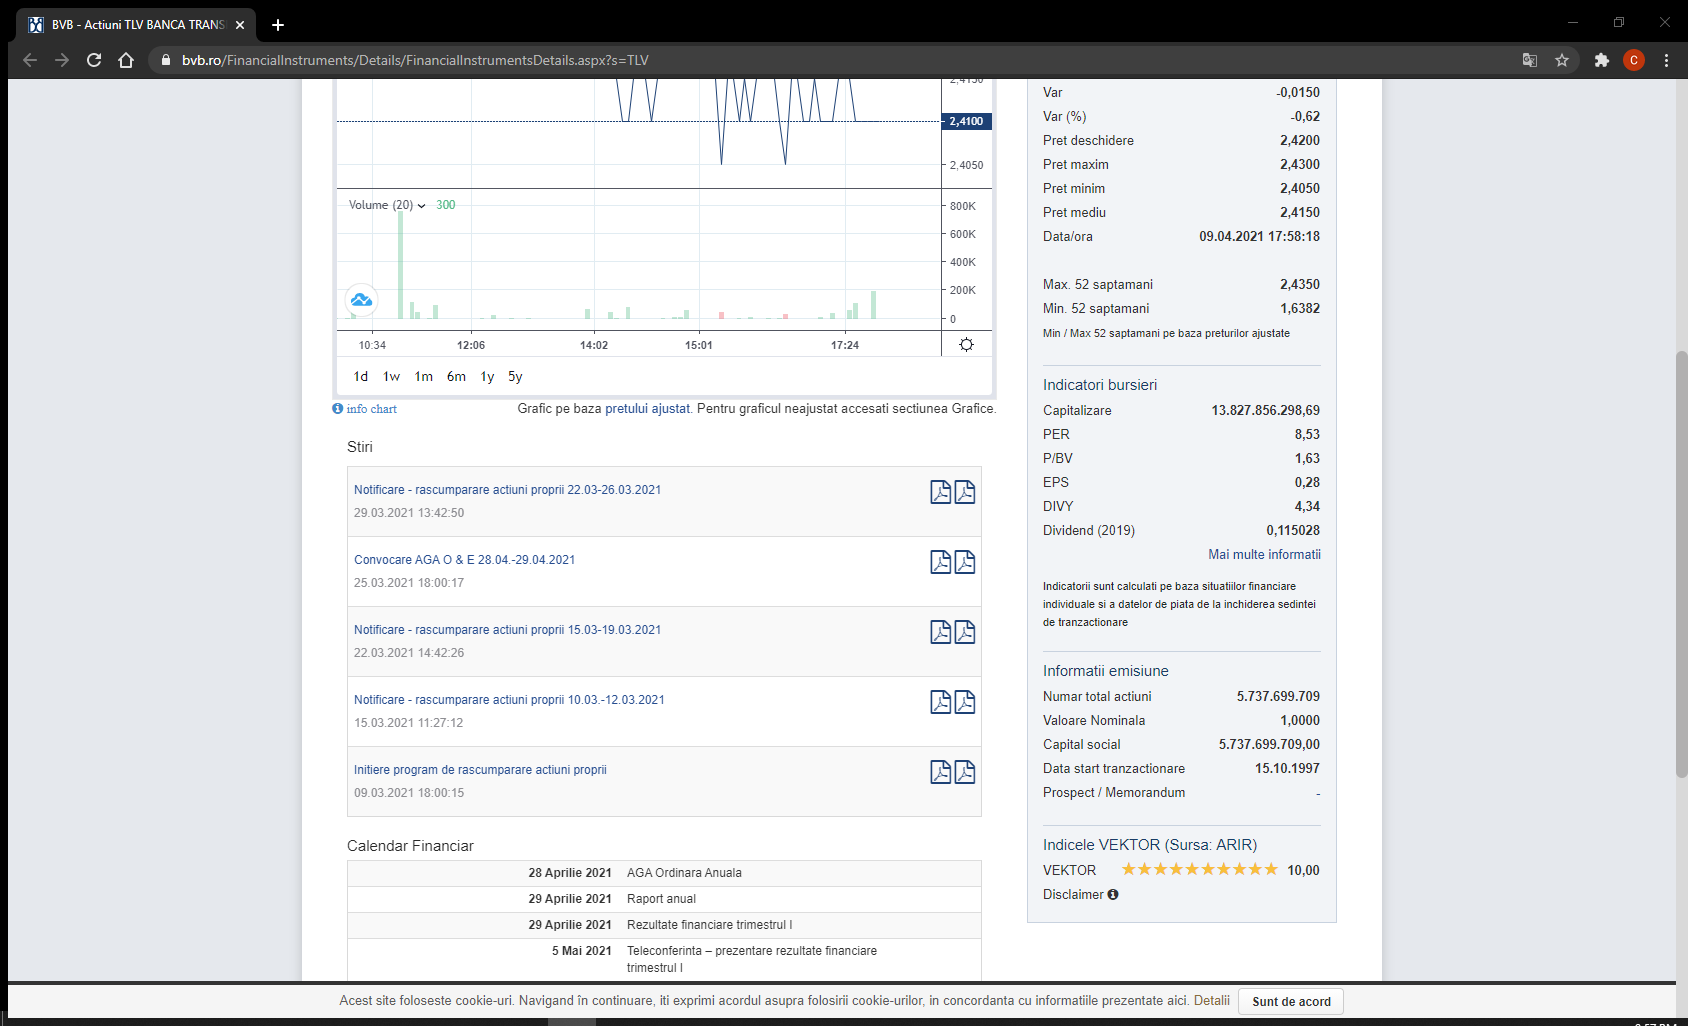 BVB - Actiuni TLV BANCA TRANS
bvb.ro/FinancialInstruments/Details/FinancialInstrumentsDetails.aspx?s=TLV
C
2,4150
2,4100
2,4050
Volume (20) 300
800K
600K
400K
200K
0
10:34 12:06 14:02 15:01 17:24
1d 1w 1m 6m 1y 5y
info chart
Grafic pe baza pretului ajustat. Pentru graficul neajustat accesati sectiunea Grafice.
Stiri
Notificare - rascumparare actiuni proprii 22.03-26.03.2021
29.03.2021 13:42:50
Convocare AGA O & E 28.04.-29.04.2021
25.03.2021 18:00:17
Notificare - rascumparare actiuni proprii 15.03-19.03.2021
22.03.2021 14:42:26
Notificare - rascumparare actiuni proprii 10.03.-12.03.2021
15.03.2021 11:27:12
Initiere program de rascumparare actiuni proprii
09.03.2021 18:00:15
Calendar Financiar
28 Aprilie 2021 AGA Ordinara Anuala
29 Aprilie 2021 Raport anual
29 Aprilie 2021 Rezultate financiare trimestrul I
5 Mai 2021 Teleconferinta – prezentare rezultate financiare
trimestrul I
Var -0,0150
Var (%) -0,62
Pret deschidere 2,4200
Pret maxim 2,4300
Pret minim 2,4050
Pret mediu 2,4150
Data/ora 09.04.2021 17:58:18
Max. 52 saptamani 2,4350
Min. 52 saptamani 1,6382
Min / Max 52 saptamani pe baza preturilor ajustate
Indicatori bursieri
Capitalizare 13.827.856.298,69
PER 8,53
P/BV 1,63
EPS 0,28
DIVY 4,34
Dividend (2019) 0,115028
Mai multe informatii
Indicatorii sunt calculati pe baza situatiilor financiare
individuale si a datelor de piata de la inchiderea sedintei
de tranzactionare
Informatii emisiune
Numar total actiuni 5.737.699.709
Valoare Nominala 1,0000
Capital social 5.737.699.709,00
Data start tranzactionare 15.10.1997
Prospect / Memorandum -
Indicele VEKTOR (Sursa: ARIR)
VEKTOR 10,00
Disclaimer
Acest site foloseste cookie-uri. Navigand în continuare, iti exprimi acordul asupra folosirii cookie-urilor, in concordanta cu informatiile prezentate aici. Detalii
Sunt de acord